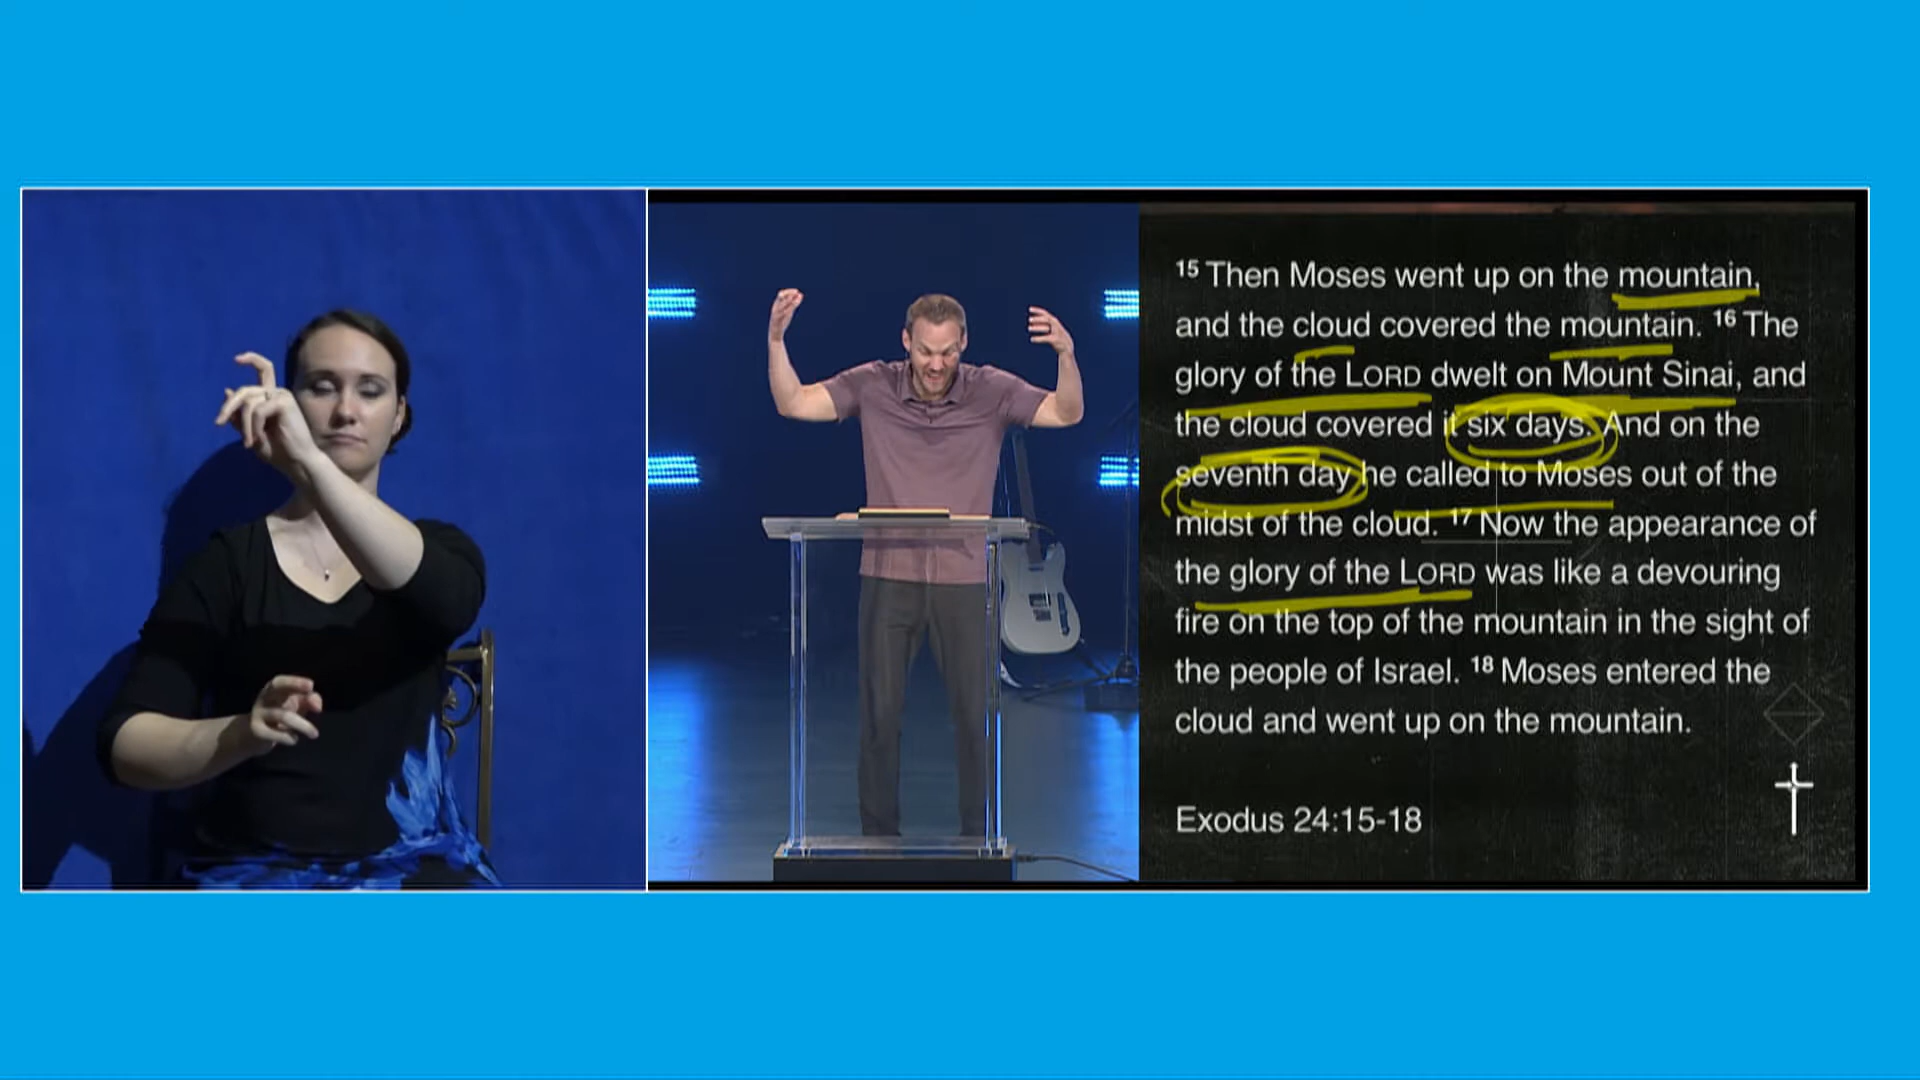 15 Then Moses went up on the mountain,
and the cloud covered the mountain. 16 The
glory of the LORD dwelt on Mount Sinai, and
the cloud covered it six days. And on the
seventh day he called to Moses out of the
midst of the cloud. 17 Now the appearance of
the glory of the LORD was like a devouring
fire on the top of the mountain in the sight of
the people of Israel. 18 Moses entered the
cloud and went up on the mountain.
Exodus 24:15-18